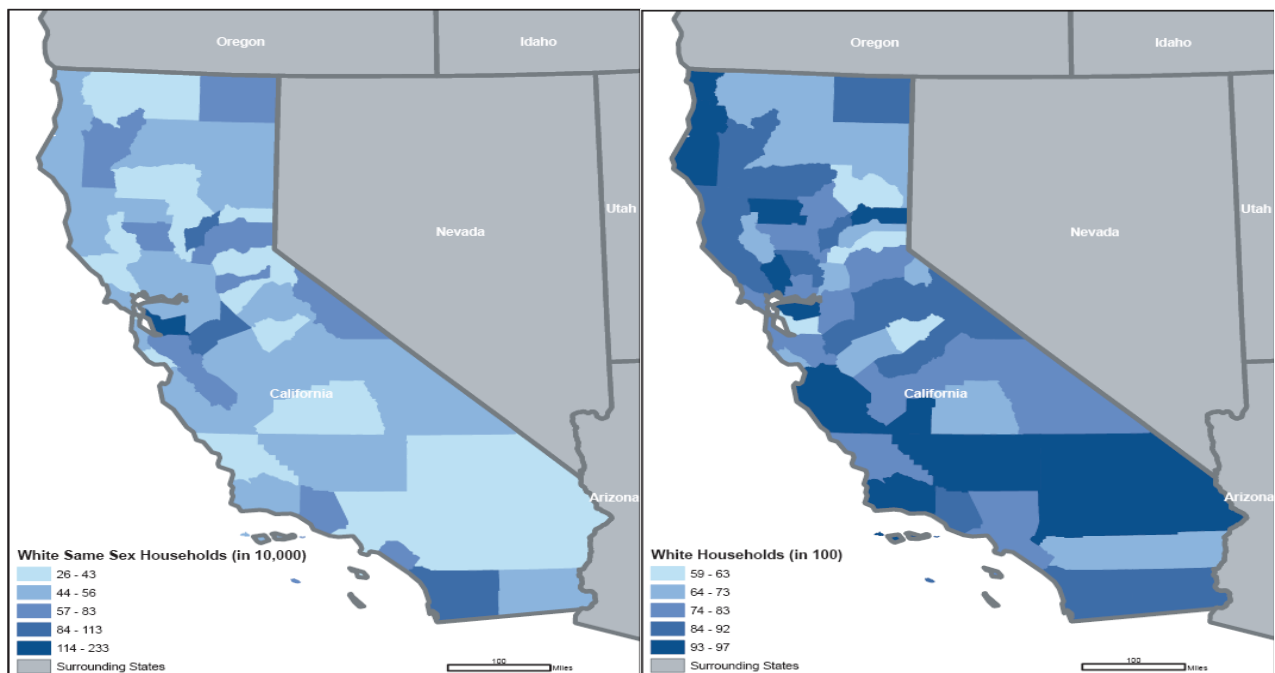 Oregon
Idaho
Nevada
Utah
California
Arizona
White Same Sex Households (in 10,000)
26 - 43
44 - 56
57 - 83
84 - 113
114 - 233
Surrounding States
100
Miles
Oregon
Idaho
Nevada
Utah
California
Arizona
White Households (in 100)
59 - 63
64 - 73
74 - 83
84 - 92
93 - 97
Surrounding States
100
Miles